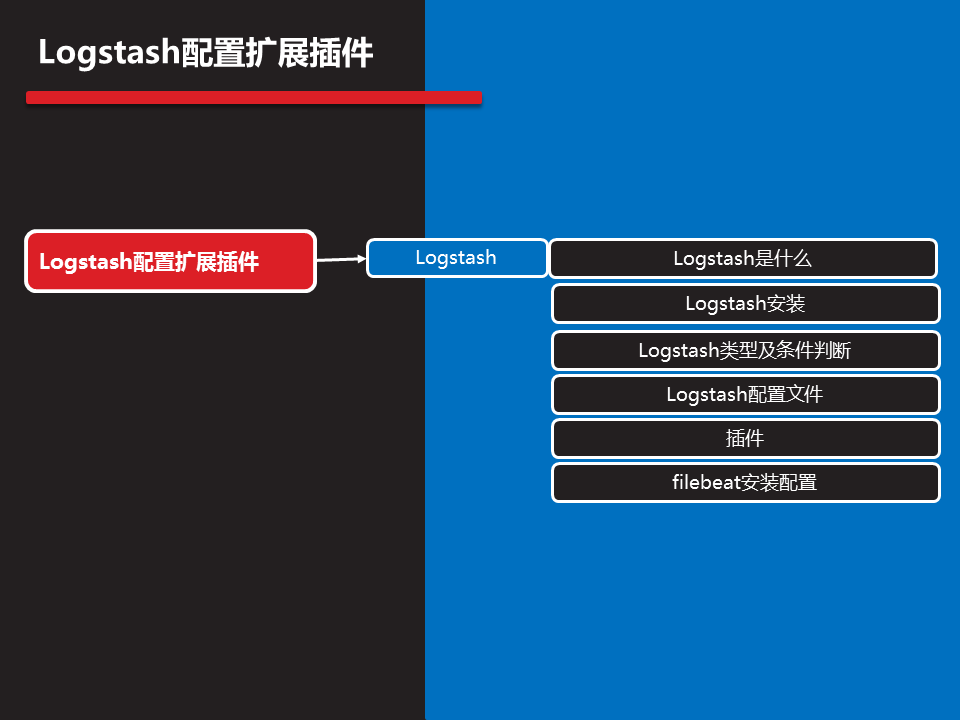 Logstash配置扩展插件
Logstash配置扩展插件
Logstash
Logstash是什么
Logstash安装
Logstash类型及条件判断
Logstash配置文件
插件
filebeat安装配置